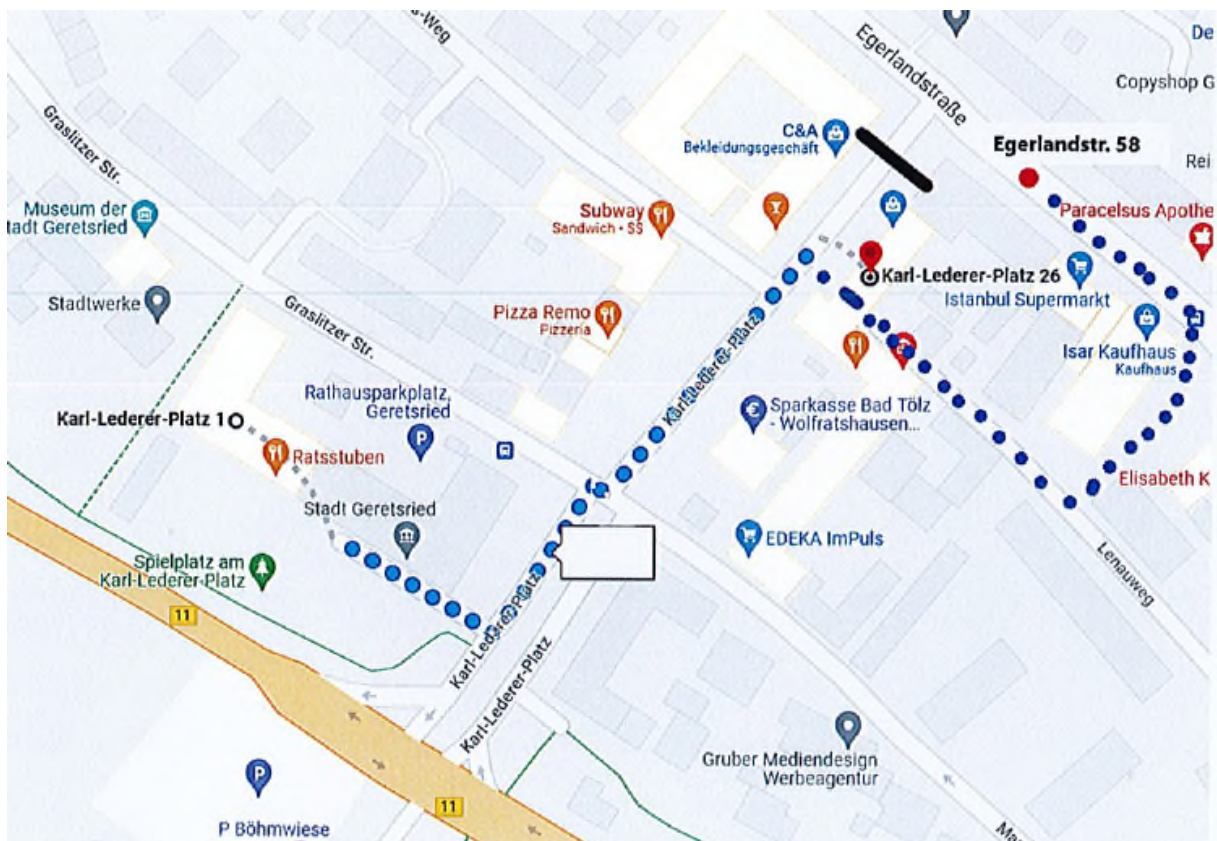 s-Weg
Egerlandstraße
De
Copyshop G
Graslitzer Str.
C&A
Bekleidungsgeschäft
Egerlandstr. 58
Rei
Museum der
Stadt Geretsried
Subway
Sandwich • $$
Paracelsus Apothe
Stadtwerke
Karl-Lederer-Platz 26
Istanbul Supermarkt
Graslitzer Str.
Pizza Remo
Pizzeria
Karl-Lederer-Platz
Isar Kaufhaus
Kaufhaus
Rathausparkplatz,
Geretsried
P
Karl-Lederer-Platz 1
Sparkasse Bad Tölz
- Wolfratshausen...
Ratsstuben
Elisabeth K
Stadt Geretsried
EDEKA ImPuls
Spielplatz am
Karl-Lederer-Platz
Lenauweg
11
Karl-Lederer-Platz
Karl-Lederer-Platz
Gruber Mediendesign
Werbeagentur
P
11
P Böhmwiese